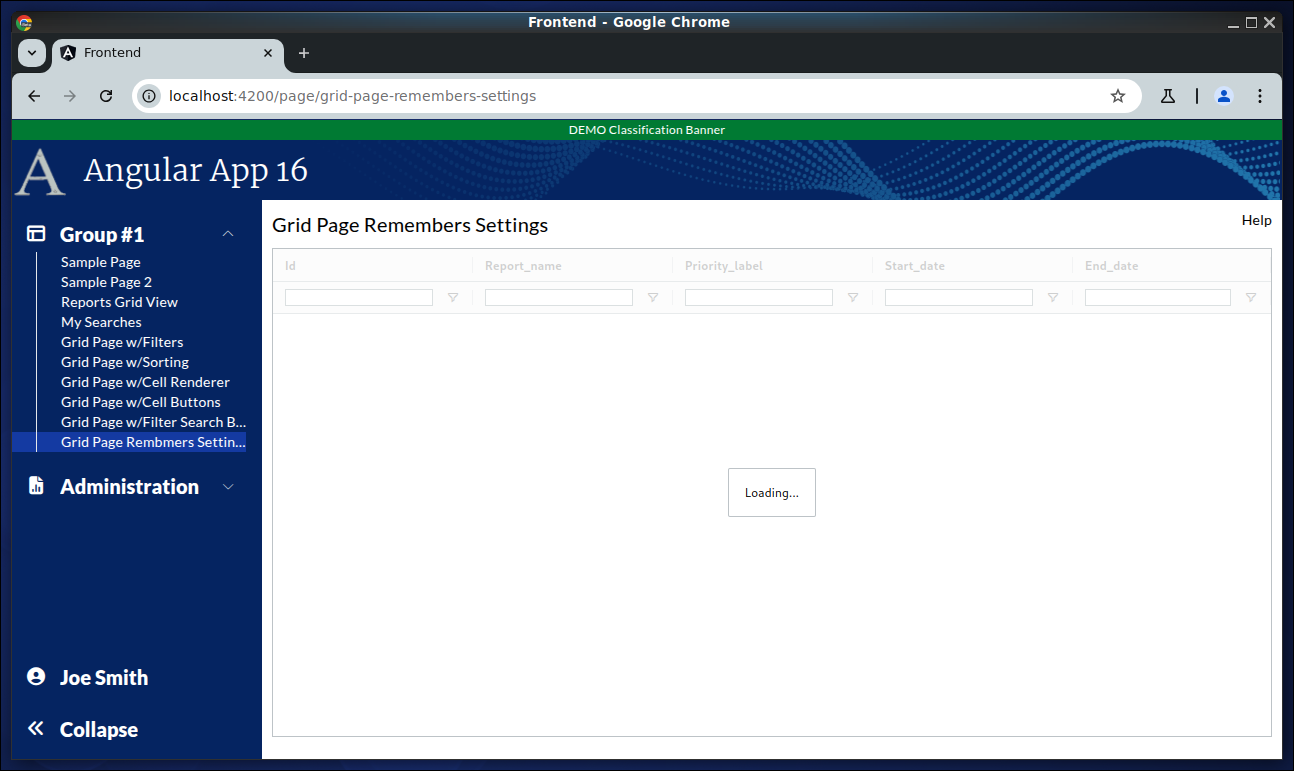 Frontend - Google Chrome
Frontend
localhost:4200/page/grid-page-remembers-settings
DEMO Classification Banner
A Angular App 16
Group #1
Sample Page
Sample Page 2
Reports Grid View
My Searches
Grid Page w/Filters
Grid Page w/Sorting
Grid Page w/Cell Renderer
Grid Page w/Cell Buttons
Grid Page w/Filter Search B...
Grid Page Rembmers Settin...
Administration
Joe Smith
Collapse
Grid Page Remembers Settings
Help
Id Report_name Priority_label Start_date End_date
Loading...